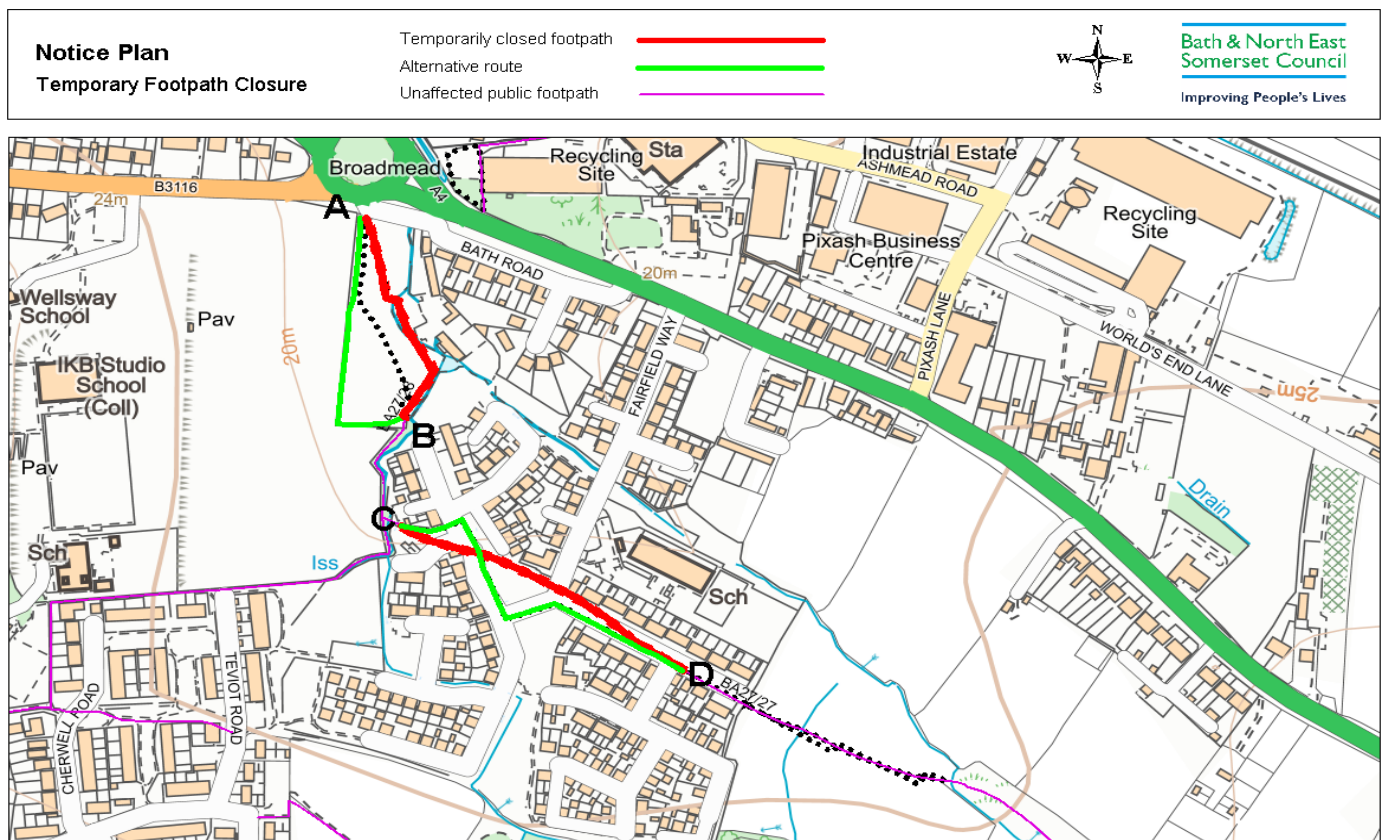 Notice Plan
Temporary Footpath Closure
Temporarily closed footpath
Alternative route
Unaffected public footpath
N
W
E
S
Bath & North East
Somerset Council
Improving People's Lives
Broadmead
Recycling
Site
Sta
Industrial Estate
ASHMEAD ROAD
B3116
24m
A
A4
Recycling
Site
Pixash Business
Centre
BATH ROAD
20m
Wellsway
School
Pav
20m
IKB Studio
School
(Coll)
FAIRFIELD WAY
PIXASH LANE
WORLD'S END LANE
25m
B
Pav
Drain
C
Sch
Iss
Sch
D
BA27/27
TEVIOT ROAD
CHERWELL ROAD